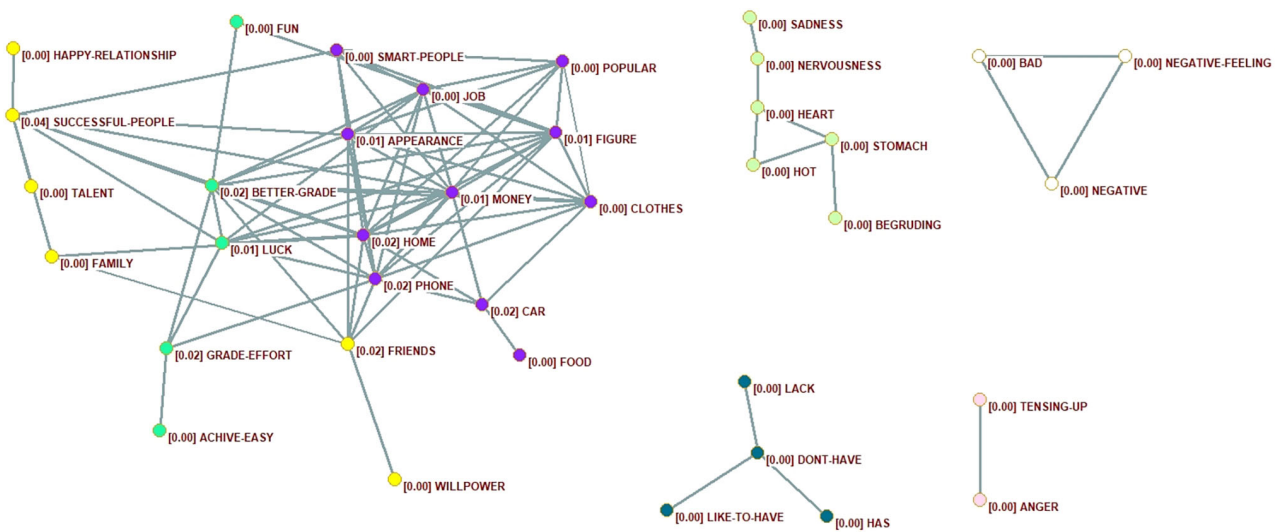 [0.00] FUN
[0.00] HAPPY-RELATIONSHIP
[0.00] SMART-PEOPLE
[0.00] POPULAR
[0.00] JOB
[0.04] SUCCESSFUL-PEOPLE
[0.01] APPEARANCE
[0.01] FIGURE
[0.00] TALENT
[0.02] BETTER-GRADE
[0.01] MONEY
[0.00] CLOTHES
[0.00] FAMILY
[0.01] LUCK
[0.02] HOME
[0.02] PHONE
[0.02] CAR
[0.02] GRADE-EFFORT
[0.02] FRIENDS
[0.00] FOOD
[0.00] ACHIVE-EASY
[0.00] WILLPOWER
[0.00] SADNESS
[0.00] NERVOUSNESS
[0.00] HEART
[0.00] STOMACH
[0.00] HOT
[0.00] BEGRUDING
[0.00] BAD
[0.00] NEGATIVE-FEELING
[0.00] NEGATIVE
[0.00] LACK
[0.00] DONT-HAVE
[0.00] LIKE-TO-HAVE
[0.00] HAS
[0.00] TENSING-UP
[0.00] ANGER